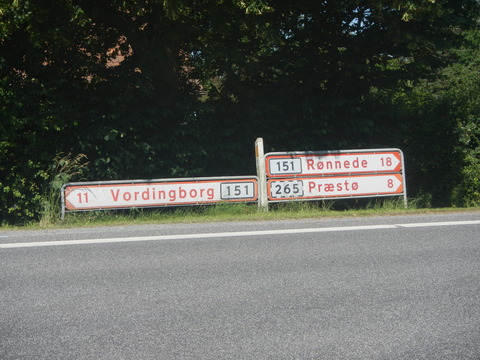 11 Vordingborg 151
151 Rønnede 18
265 Præstø 8